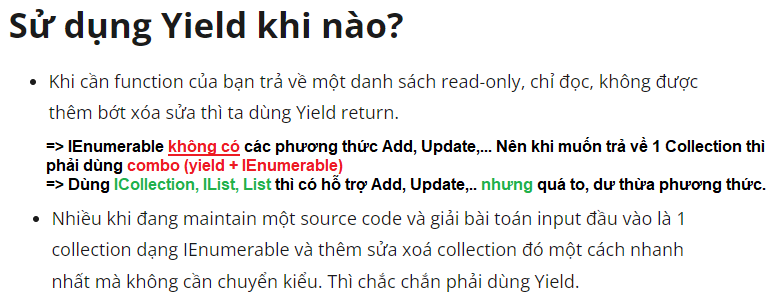 Sử dụng Yield khi nào?
• Khi cần function của bạn trả về một danh sách read-only, chỉ đọc, không được
thêm bớt xóa sửa thì ta dùng Yield return.
=> IEnumerable không có các phương thức Add, Update,... Nên khi muốn trả về 1 Collection thì
phải dùng combo (yield + IEnumerable)
=> Dùng ICollection, IList, List thì có hỗ trợ Add, Update,.. nhưng quá to, dư thừa phương thức.
• Nhiều khi đang maintain một source code và giải bài toán input đầu vào là 1
collection dạng IEnumerable và thêm sửa xoá collection đó một cách nhanh
nhất mà không cần chuyển kiểu. Thì chắc chắn phải dùng Yield.